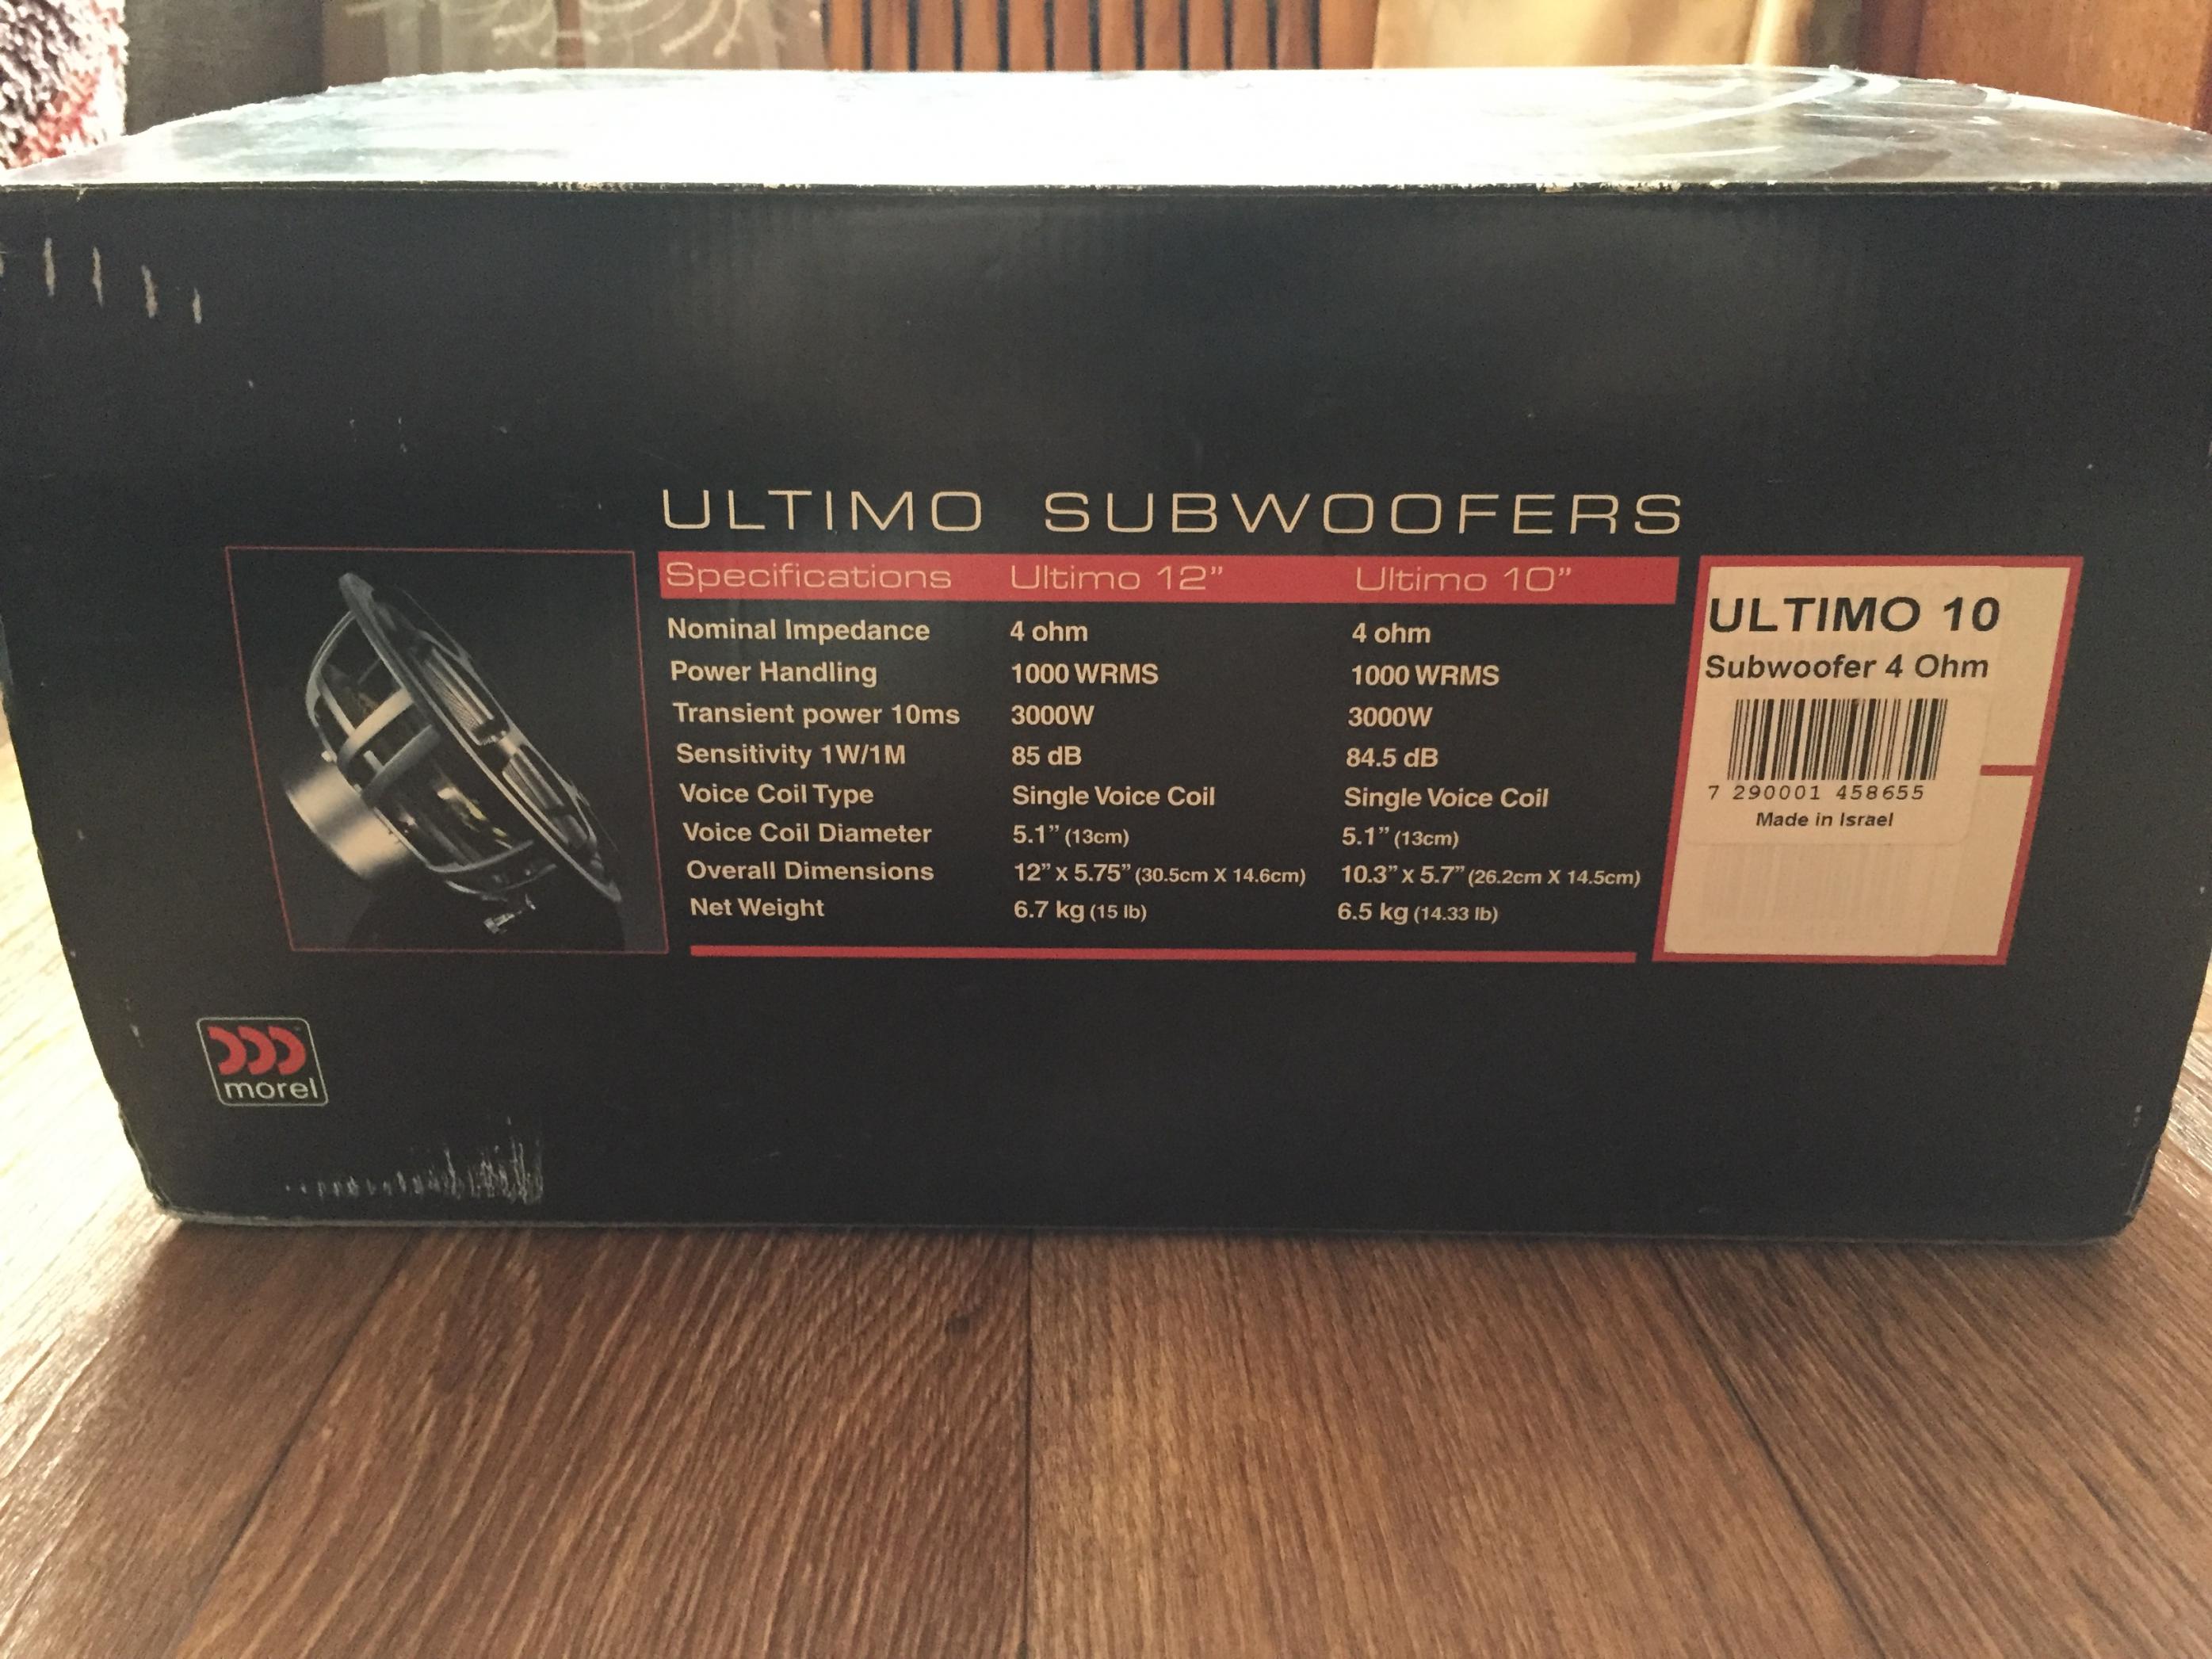 ULTIMO SUBWOOFERS
Specifications Ultimo 12” Ultimo 10”
Nominal Impedance 4 ohm 4 ohm
Power Handling 1000 WRMS 1000 WRMS
Transient power 10ms 3000W 3000W
Sensitivity 1W/1M 85 dB 84.5 dB
Voice Coil Type Single Voice Coil Single Voice Coil
Voice Coil Diameter 5.1” (13cm) 5.1” (13cm)
Overall Dimensions 12” x 5.75” (30.5cm X 14.6cm) 10.3” x 5.7” (26.2cm X 14.5cm)
Net Weight 6.7 kg (15 lb) 6.5 kg (14.33 lb)
ULTIMO 10
Subwoofer 4 Ohm
7 290001 458655
Made in Israel
morel